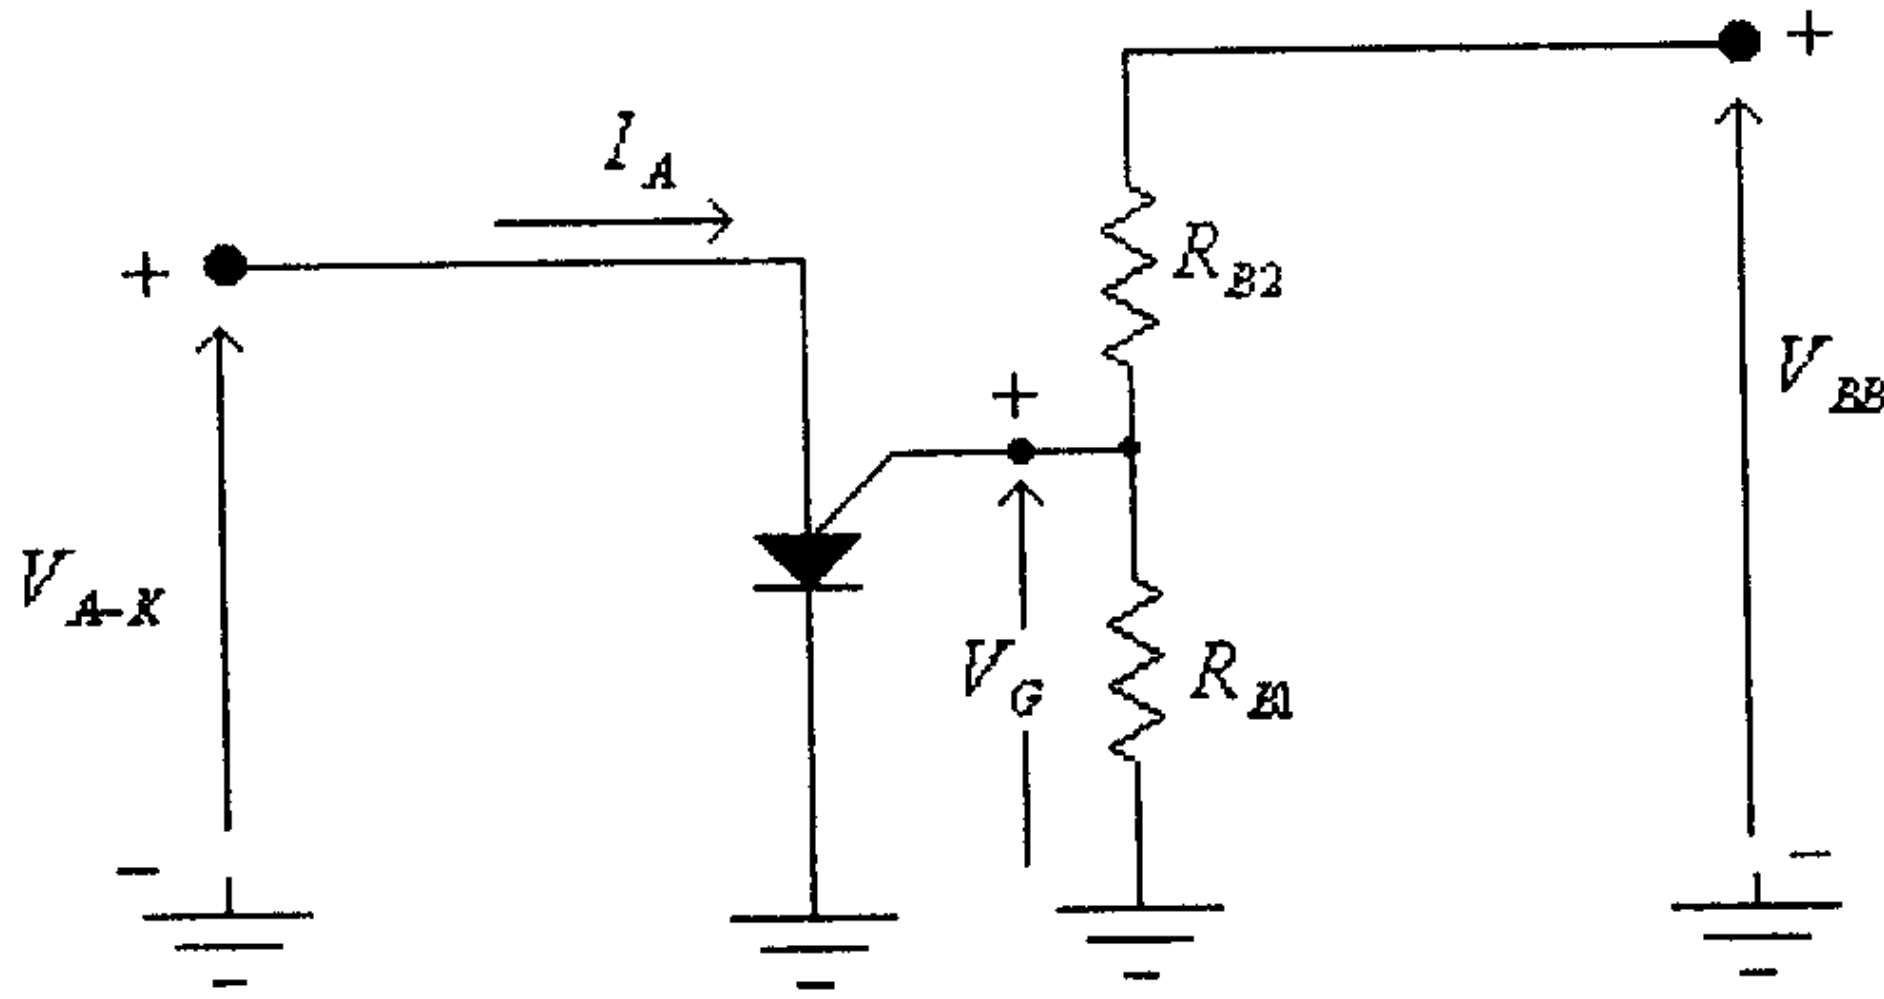 +
I_A
+
R_B2
+
V_BB
V_A-K
V_G
R_B1
-
-